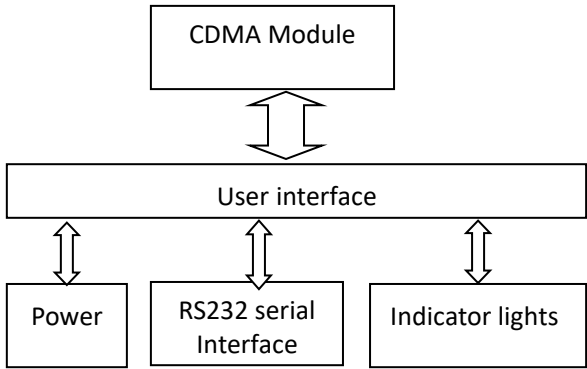 CDMA Module
User interface
Power
RS232 serial
Interface
Indicator lights